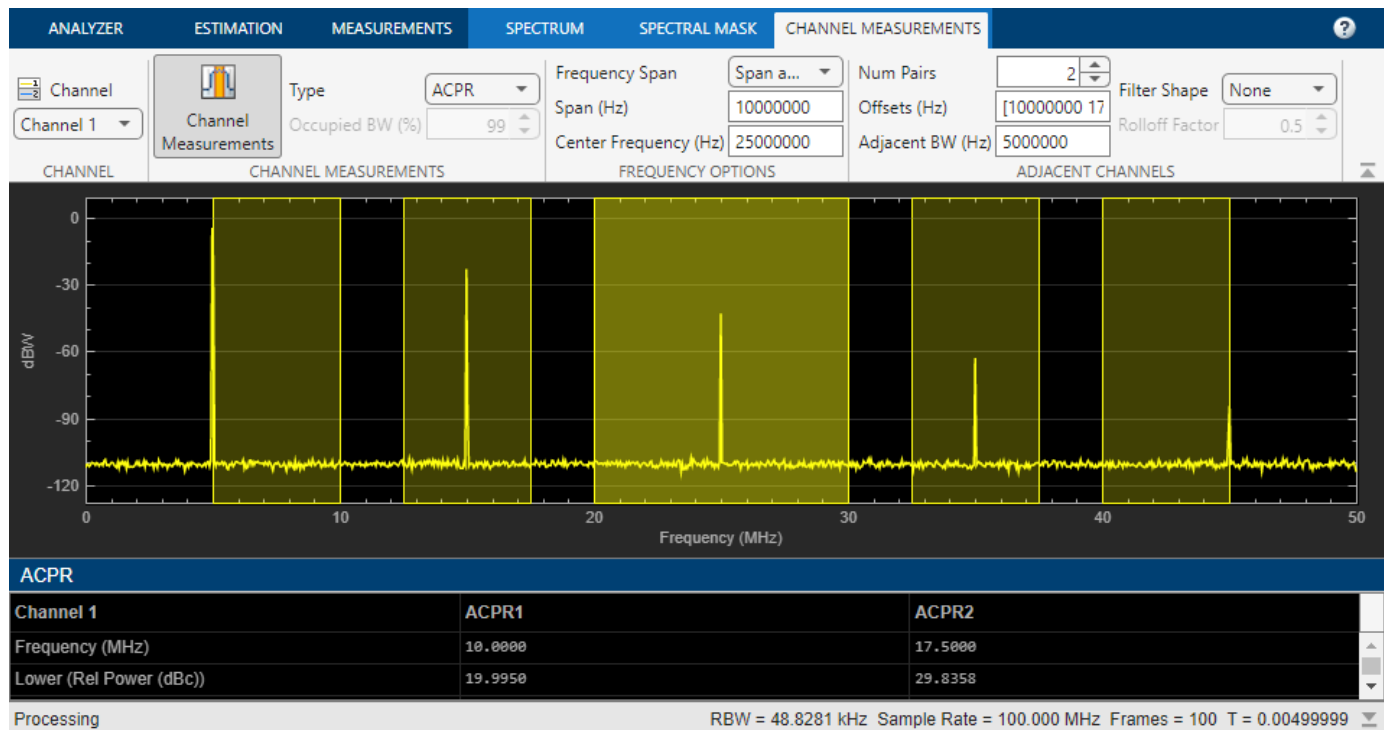 ANALYZER ESTIMATION MEASUREMENTS SPECTRUM SPECTRAL MASK CHANNEL MEASUREMENTS ?
Channel
Channel 1
CHANNEL
Channel
Measurements
Type ACPR
Occupied BW (%) 99
CHANNEL MEASUREMENTS
Frequency Span Span a...
Span (Hz) 10000000
Center Frequency (Hz) 25000000
FREQUENCY OPTIONS
Num Pairs 2
Offsets (Hz) [10000000 17
Adjacent BW (Hz) 5000000
Filter Shape None
Rolloff Factor 0.5
ADJACENT CHANNELS
0
-30
-60
-90
-120
dBW
0 10 20 30 40 50
Frequency (MHz)
ACPR
Channel 1 ACPR1 ACPR2
Frequency (MHz) 10.0000 17.5000
Lower (Rel Power (dBc)) 19.9950 29.8358
Processing RBW = 48.8281 kHz Sample Rate = 100.000 MHz Frames = 100 T = 0.00499999